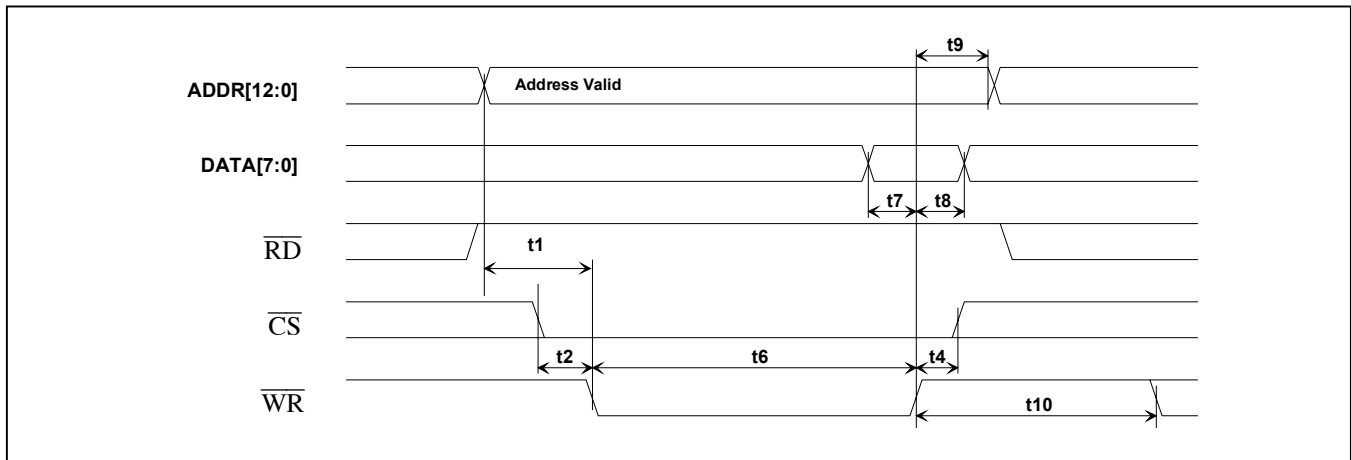 t9
ADDR[12:0]
Address Valid
DATA[7:0]
t7
t8
RD
t1
CS
t2
t6
t4
WR
t10